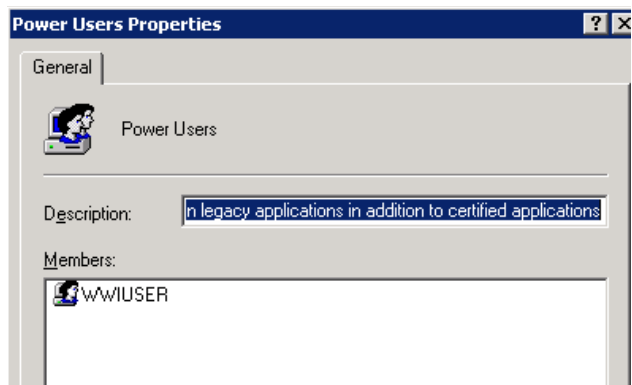 Power Users Properties
General
Power Users
Description: n legacy applications in addition to certified applications
Members:
WWIUSER